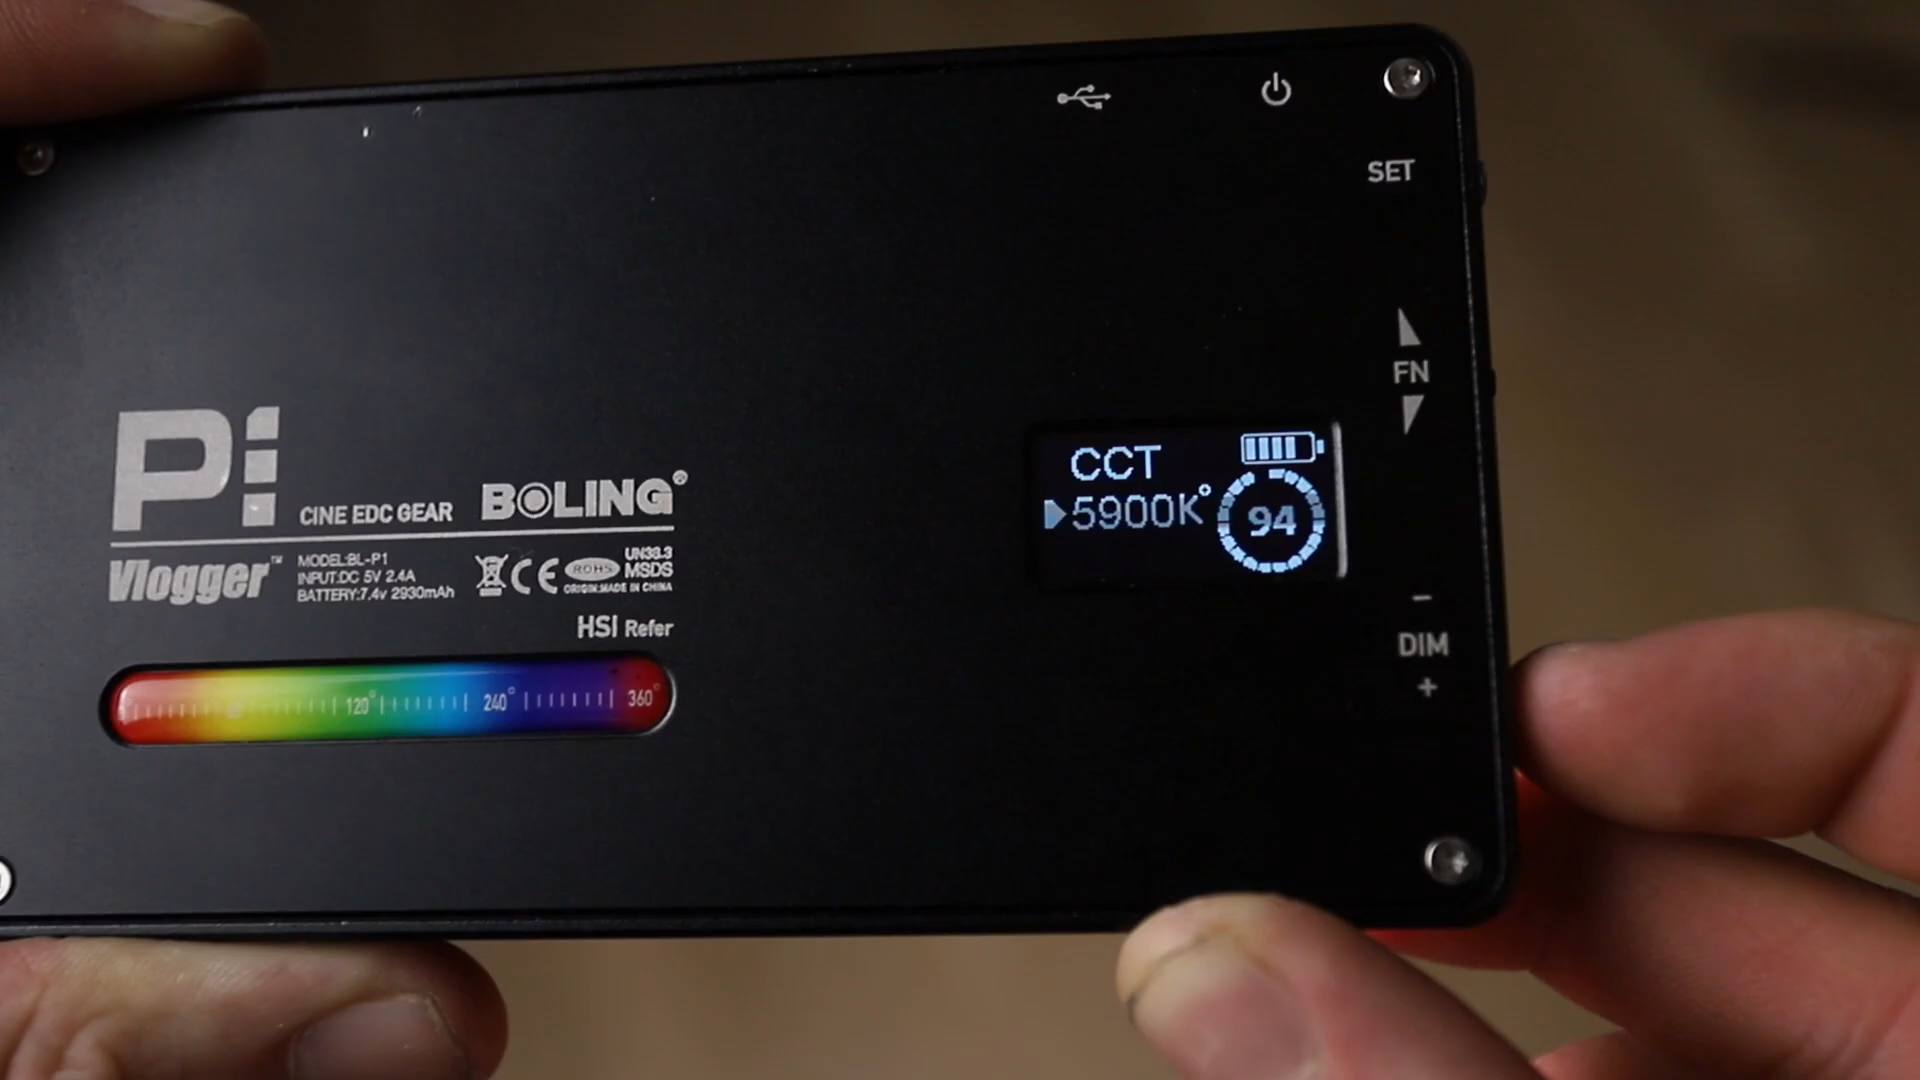 SET
FN
CCT
5900K°
94
P1
CINE EDC GEAR
BOLING®
Vlogger™
MODEL:BL-P1
INPUT:DC 5V 2.4A
BATTERY:7.4v 2930mAh
CE
ROHS
UN38.3
MSDS
ORIGIN:MADE IN CHINA
HSI Refer
120° 240° 360°
−
DIM
+